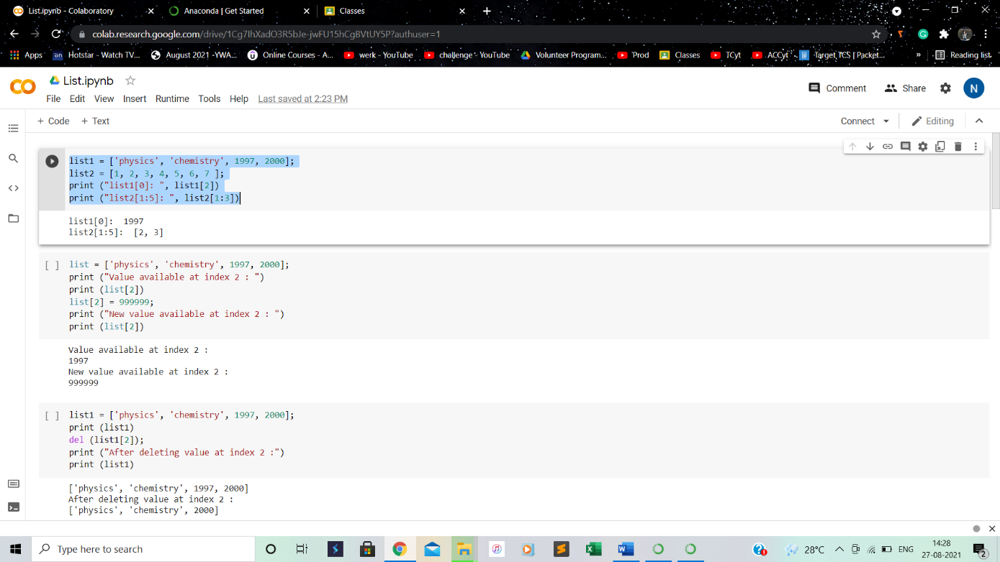 List.ipynb - Colaboratory
Anaconda | Get Started
Classes
colab.research.google.com/drive/1Cg7IhXadO3R5bJe-jwFU15hCgBVtUY5P?authuser=1
Apps Hotstar - Watch TV... August 2021 -YWA... Online Courses - A... werk - YouTube challenge - YouTube Volunteer Program... 'Prod Classes TCyt ACCyt Target TCS | Packet... » Reading list
List.ipynb
Comment Share N
File Edit View Insert Runtime Tools Help Last saved at 2:23 PM
+ Code + Text Connect Editing
list1 = ['physics', 'chemistry', 1997, 2000];
list2 = [1, 2, 3, 4, 5, 6, 7 ];
print ("list1[0]: ", list1[2])
print ("list2[1:5]: ", list2[1:3])
list1[0]:  1997
list2[1:5]:  [2, 3]
[ ] list = ['physics', 'chemistry', 1997, 2000];
print ("Value available at index 2 : ")
print (list[2])
list[2] = 999999;
print ("New value available at index 2 : ")
print (list[2])
Value available at index 2 :
1997
New value available at index 2 :
999999
[ ] list1 = ['physics', 'chemistry', 1997, 2000];
print (list1)
del (list1[2]);
print ("After deleting value at index 2 :")
print (list1)
['physics', 'chemistry', 1997, 2000]
After deleting value at index 2 :
['physics', 'chemistry', 2000]
Type here to search
28°C ENG
14:28
27-08-2021
2